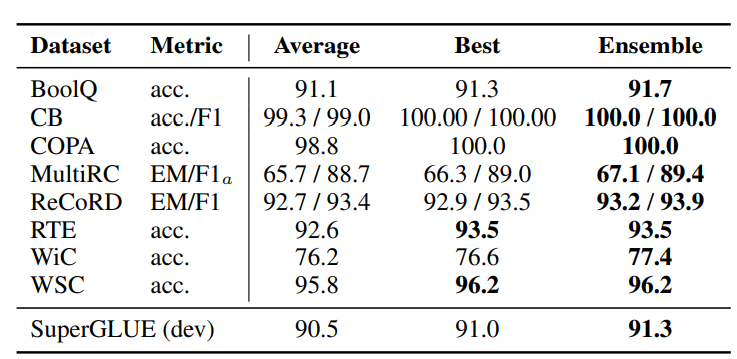 Dataset Metric Average Best Ensemble
BoolQ acc. 91.1 91.3 91.7
CB acc./F1 99.3 / 99.0 100.00 / 100.00 100.0 / 100.0
COPA acc. 98.8 100.0 100.0
MultiRC EM/F1a 65.7 / 88.7 66.3 / 89.0 67.1 / 89.4
ReCoRD EM/F1 92.7 / 93.4 92.9 / 93.5 93.2 / 93.9
RTE acc. 92.6 93.5 93.5
WiC acc. 76.2 76.6 77.4
WSC acc. 95.8 96.2 96.2
SuperGLUE (dev) 90.5 91.0 91.3